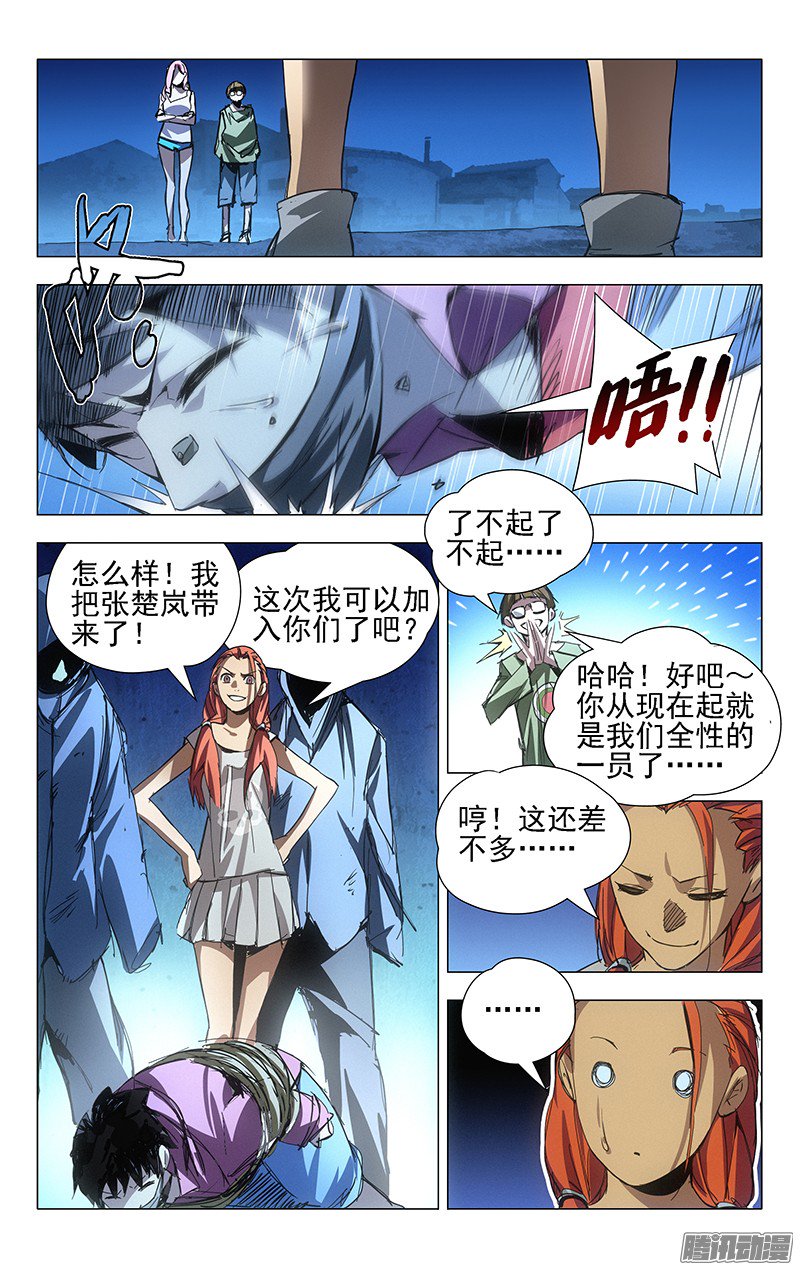 唔!!
怎么样！我
把张楚岚带
来了！
这次我可以加
入你们了吧？
了不起了
不起……
哈哈！好吧～
你从现在起就
是我们全性的
一员了……
哼！这还差
不多……
……
腾讯动漫